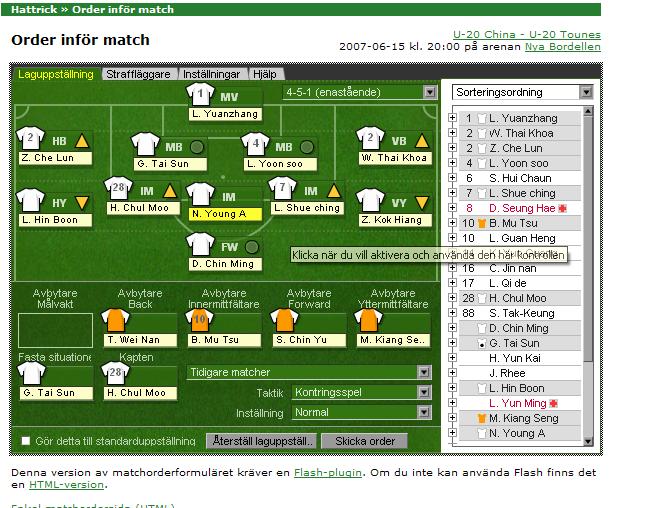 Hattrick » Order inför match
Order inför match
U-20 China - U-20 Tounes
2007-06-15 kl. 20:00 på arenan Nya Bordellen
Laguppställning Straffläggare Inställningar Hjälp
1 MV
L. Yuanzhang
4-5-1 (enastående)
2 HB
Z. Che Lun
MB
G. Tai Sun
4 MB
L. Yoon soo
2 VB
W. Thai Khoa
HY
L. Hin Boon
28 IM
H. Chul Moo
IM
N. Young A
7 IM
L. Shue ching
VY
Z. Kok Hiang
FW
D. Chin Ming
Klicka när du vill aktivera och använda den här kontrollen
Avbytare Målvakt
Avbytare Back
T. Wei Nan
Avbytare Innermittfältare
10
B. Mu Tsu
Avbytare Forward
S. Chin Yu
Avbytare Yttermittfältare
M. Kiang Se..
Fasta situatione
G. Tai Sun
Kapten
28
H. Chul Moo
Tidigare matcher
Taktik Kontringsspel
Inställning Normal
Gör detta till standarduppställning Återställ laguppställ.. Skicka order
Sorteringsordning
1 L. Yuanzhang
2 W. Thai Khoa
2 Z. Che Lun
4 L. Yoon soo
6 S. Hui Chaun
7 L. Shue ching
8 D. Seung Hae
10 B. Mu Tsu
10 L. Guan Heng
16 C. Jin nan
17 L. Qi de
28 H. Chul Moo
88 S. Tak-Keung
D. Chin Ming
G. Tai Sun
H. Yun Kai
J. Rhee
L. Hin Boon
L. Yun Ming
M. Kiang Seng
N. Young A
Denna version av matchorderformuläret kräver en Flash-plugin. Om du inte kan använda Flash finns det
en HTML-version.
Enkel matchordersida (HTML)